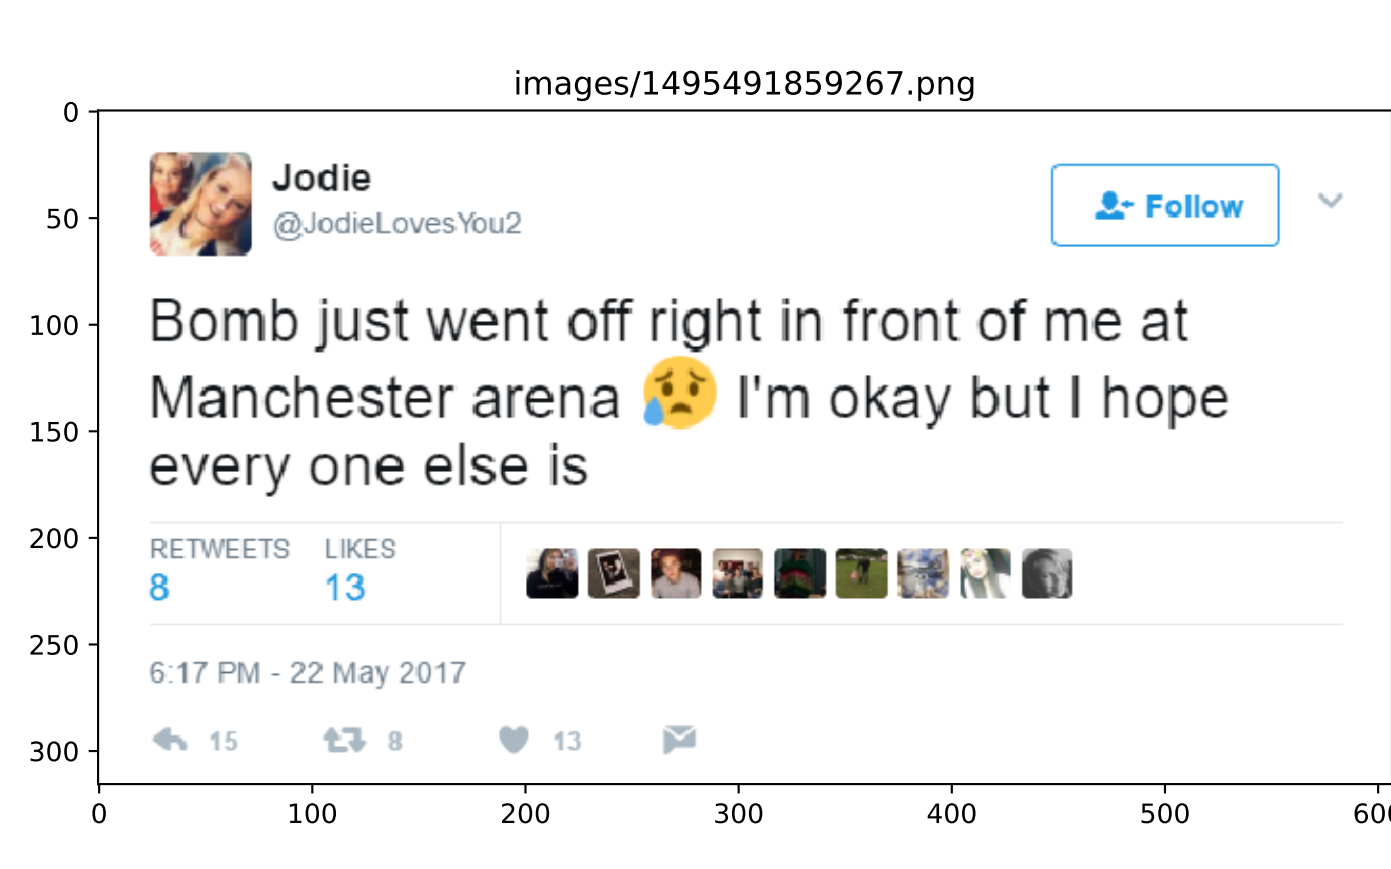 images/1495491859267.png
Jodie
@JodieLovesYou2
Follow
Bomb just went off right in front of me at
Manchester arena 😥 I'm okay but I hope
every one else is
RETWEETS LIKES
8 13
6:17 PM - 22 May 2017
15 8 13
0
50
100
150
200
250
300
0 100 200 300 400 500